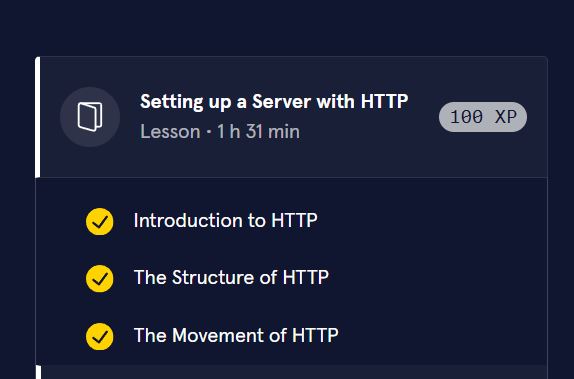 Setting up a Server with HTTP
Lesson • 1 h 31 min
100 XP
Introduction to HTTP
The Structure of HTTP
The Movement of HTTP